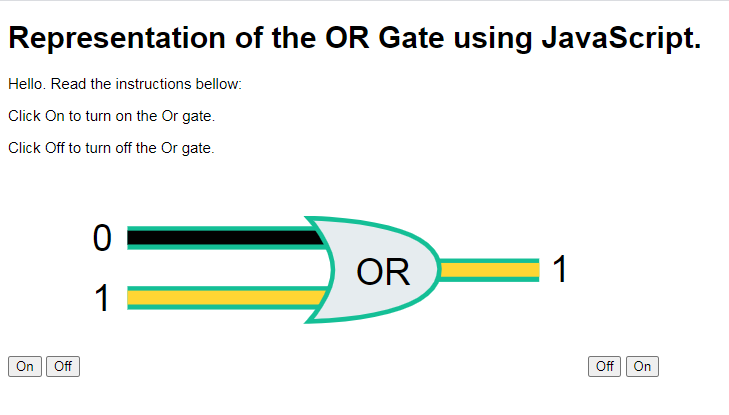 Representation of the OR Gate using JavaScript.
Hello. Read the instructions bellow:
Click On to turn on the Or gate.
Click Off to turn off the Or gate.
0
OR 1
1
On Off Off On